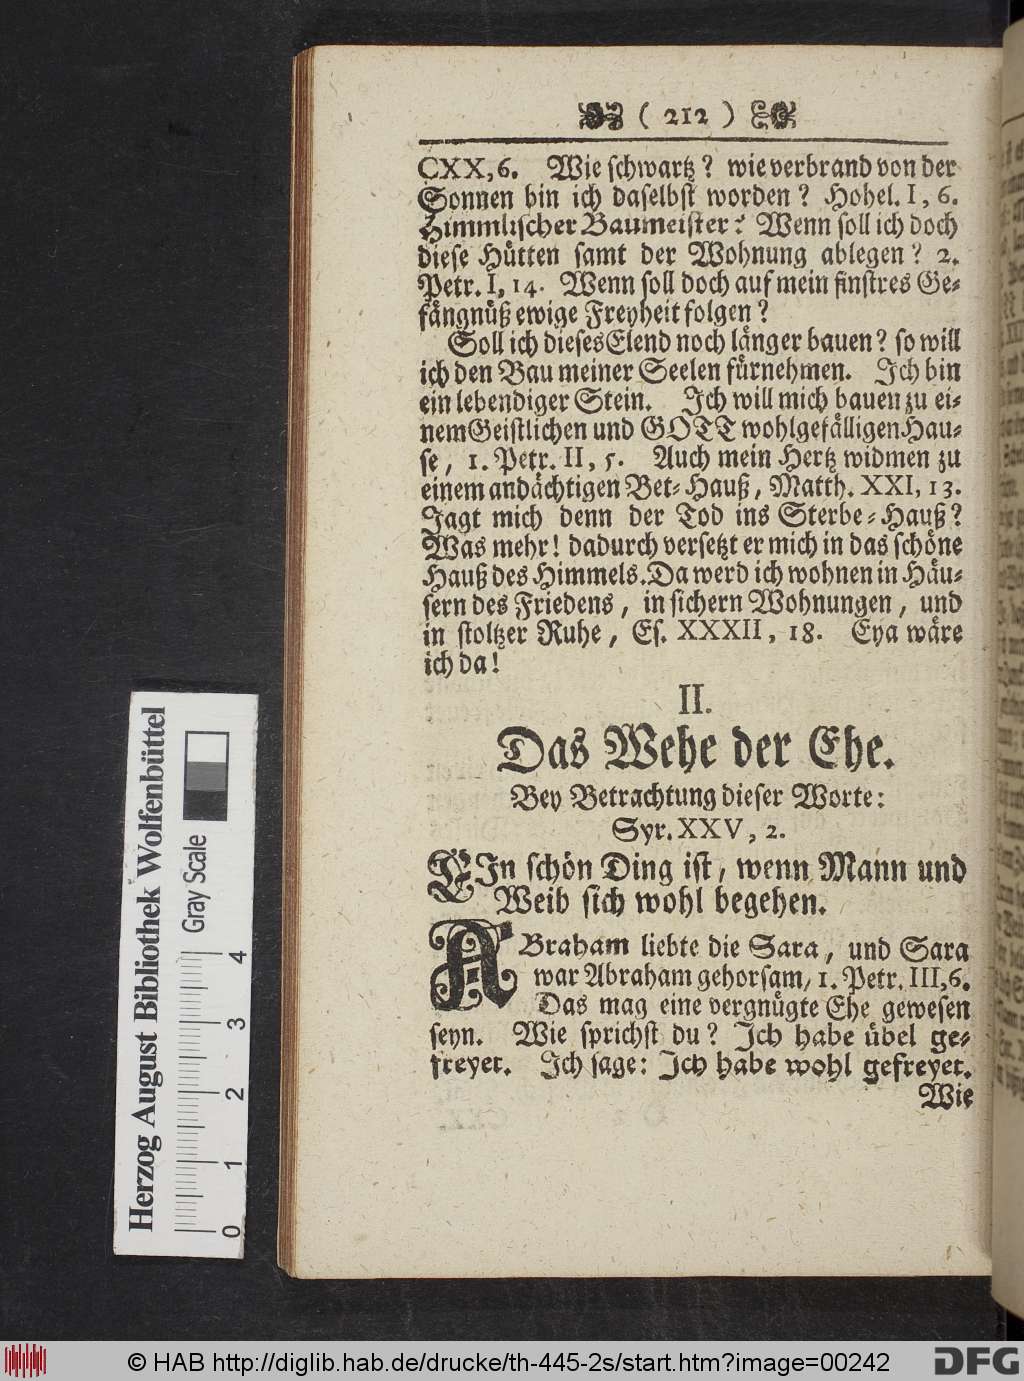 ( 212 )
CXX, 6. Wie schwartz? wie verbrand von der
Sonnen bin ich daselbst worden? Hohel. I, 6.
Himmlischer Baumeister: Wenn soll ich doch
diese Hütten samt der Wohnung ablegen? 2.
Petr. I, 14. Wenn soll doch auf mein finstres Ge-
fängnüß ewige Freyheit folgen?
Soll ich dieses Elend noch länger bauen? so will
ich den Bau meiner Seelen fürnehmen. Ich bin
ein lebendiger Stein. Ich will mich bauen zu ei-
nem Geistlichen und GOTT wohlgefälligen Hau-
se, 1. Petr. II, 5. Auch mein Hertz widmen zu
einem andächtigen Bet-Hauß, Matth. XXI, 13.
Jagt mich denn der Tod ins Sterbe-Hauß?
Was mehr! dadurch versetzt er mich in das schöne
Hauß des Himmels. Da werd ich wohnen in Häu-
sern des Friedens, in sichern Wohnungen, und
in stoltzer Ruhe, Es. XXXII, 18. Eya wäre
ich da!
II.
Das Wehe der Ehe.
Bey Betrachtung dieser Worte:
Syr. XXV, 2.
EIn schön Ding ist, wenn Mann und
Weib sich wohl begehen.
ABraham liebte die Sara, und Sara
war Abraham gehorsam, 1. Petr. III, 6.
Das mag eine vergnügte Ehe gewesen
seyn. Wie sprichst du? Ich habe übel ge-
freyet. Ich sage: Ich habe wohl gefreyet.
Wie
Herzog August Bibliothek Wolfenbüttel
Gray Scale
0 1 2 3 4
© HAB http://diglib.hab.de/drucke/th-445-2s/start.htm?image=00242
DFG